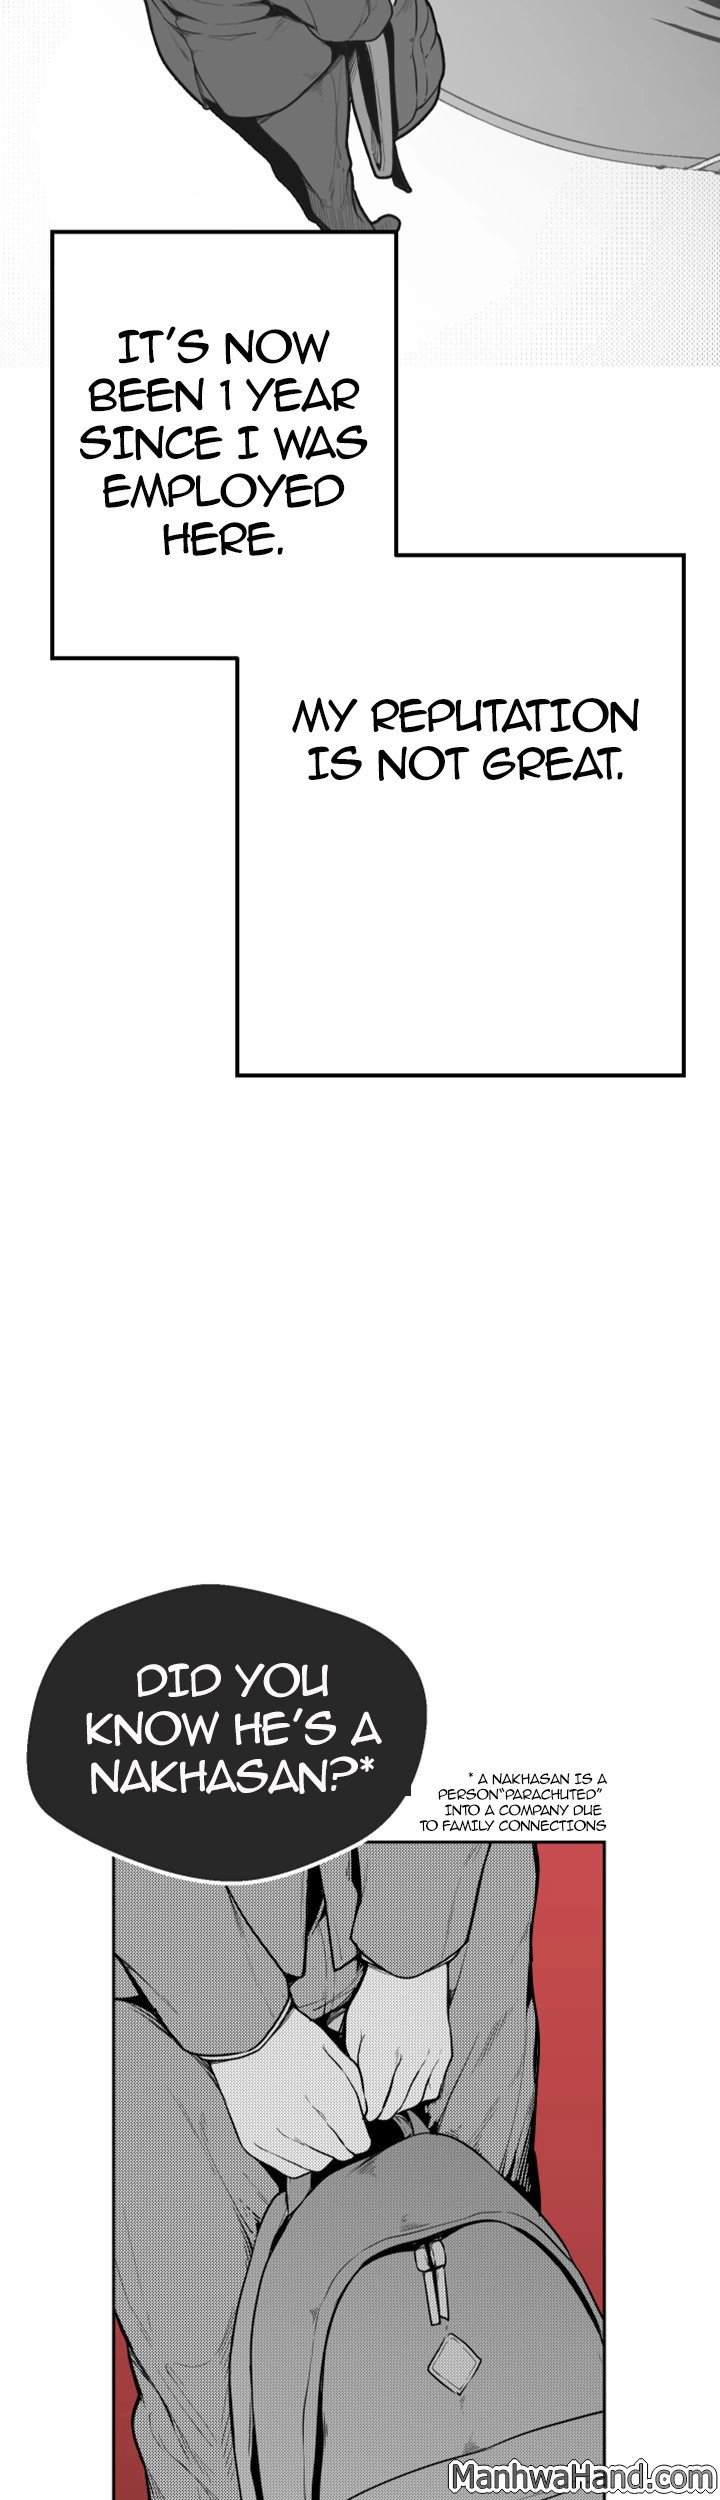 IT'S NOW
BEEN 1 YEAR
SINCE I WAS
EMPLOYED
HERE.
MY REPUTATION
IS NOT GREAT.
DID YOU
KNOW HE'S A
NAKHASAN?*
* A NAKHASAN IS A
PERSON"PARACHUTED"
INTO A COMPANY DUE
TO FAMILY CONNECTIONS
ManhwaHand.com